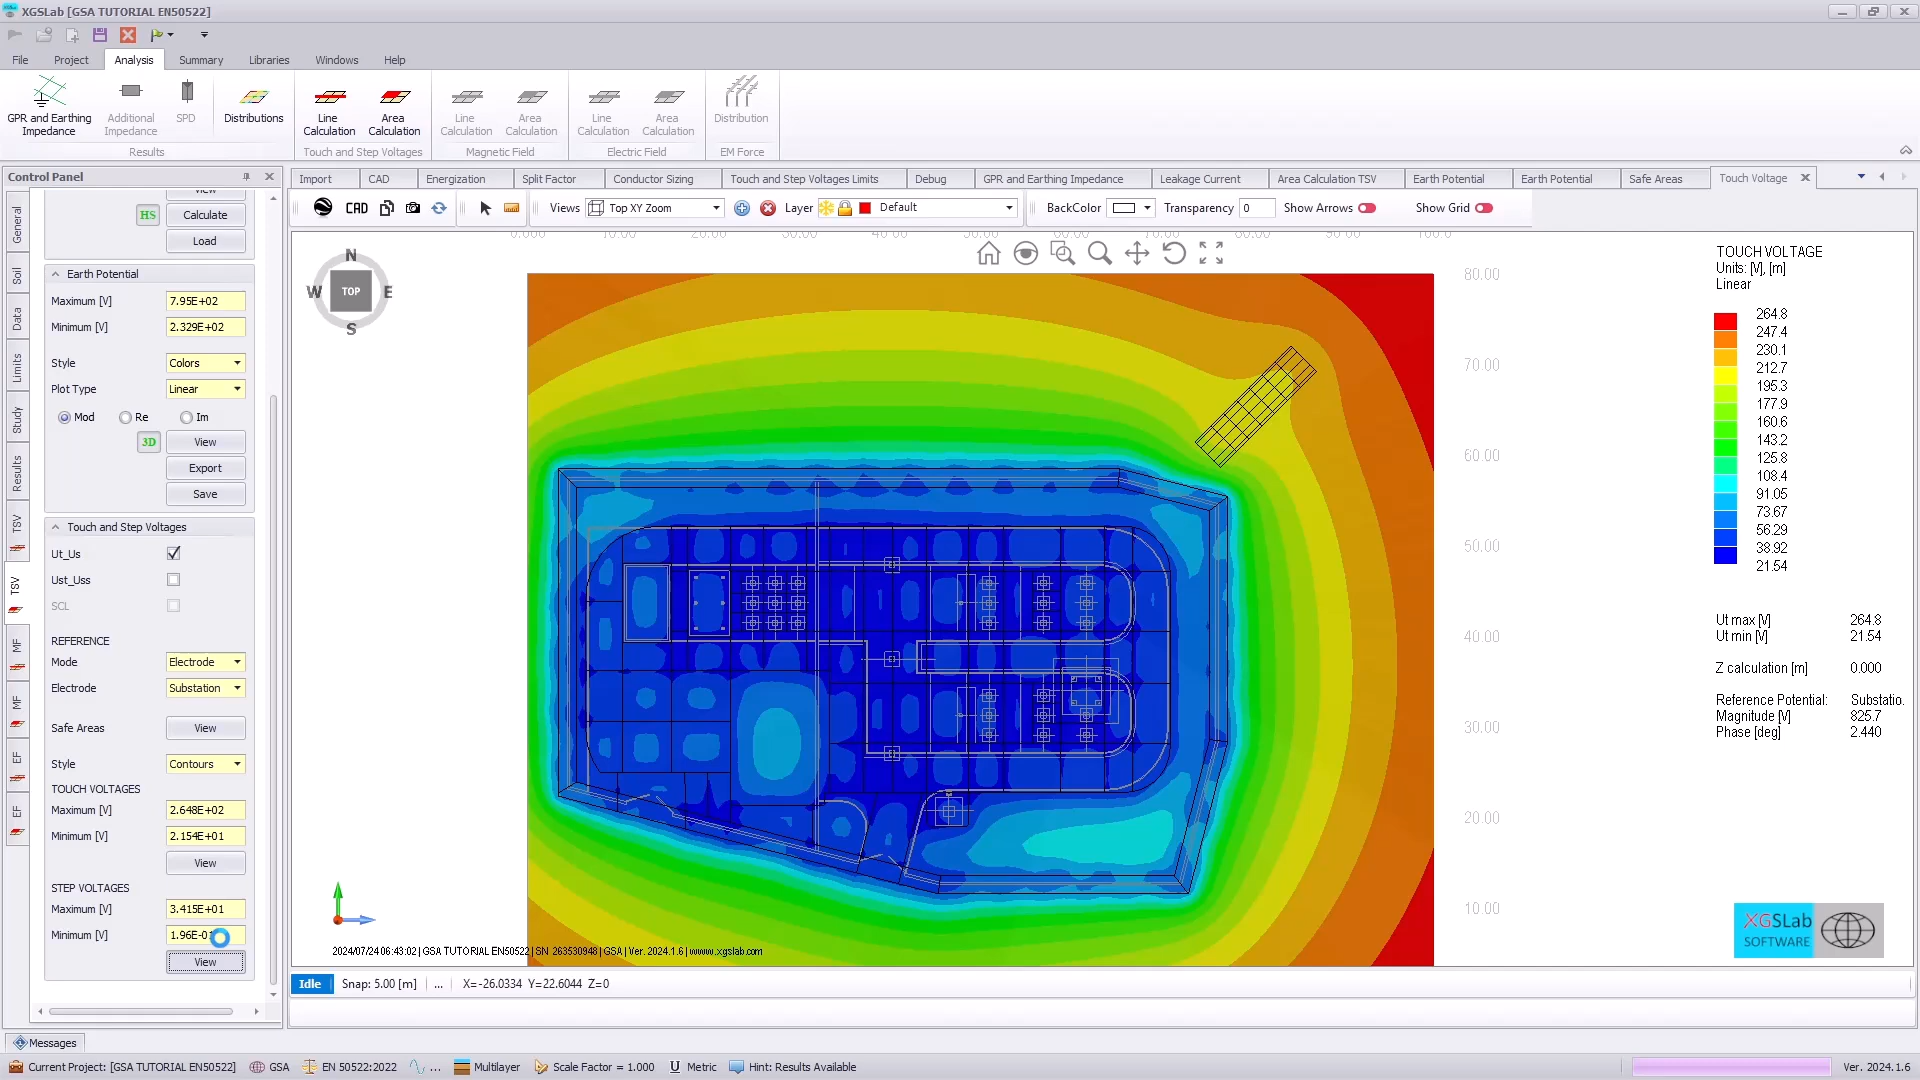 XGSLab [GSA TUTORIAL EN50522]
File Project Analysis Summary Libraries Windows Help
GPR and Earthing Impedance
Additional Impedance
SPD
Distributions
Line Calculation
Area Calculation
Line Calculation
Area Calculation
Line Calculation
Area Calculation
Distribution
Results
Touch and Step Voltages
Magnetic Field
Electric Field
EM Force
Control Panel
Import CAD Energization Split Factor Conductor Sizing Touch and Step Voltages Limits Debug GPR and Earthing Impedance Leakage Current Area Calculation TSV Earth Potential Earth Potential Safe Areas Touch Voltage
CAD Views Top XY Zoom Layer Default BackColor Transparency 0 Show Arrows Show Grid
General
Soil
Data
Limits
Study
Results
TSV
TSV
MF
MF
EF
EF
View
HS Calculate
Load
Earth Potential
Maximum [V] 7.95E+02
Minimum [V] 2.329E+02
Style Colors
Plot Type Linear
Mod Re Im
3D View
Export
Save
Touch and Step Voltages
Ut_Us
Ust_Uss
SCL
REFERENCE
Mode Electrode
Electrode Substation
Safe Areas View
Style Contours
TOUCH VOLTAGES
Maximum [V] 2.648E+02
Minimum [V] 2.154E+01
View
STEP VOLTAGES
Maximum [V] 3.415E+01
Minimum [V] 1.96E-0
View
N
W TOP E
S
80.00
70.00
60.00
50.00
40.00
30.00
20.00
10.00
TOUCH VOLTAGE
Units: [V], [m]
Linear
264.8
247.4
230.1
212.7
195.3
177.9
160.6
143.2
125.8
108.4
91.05
73.67
56.29
38.92
21.54
Ut max [V] 264.8
Ut min [V] 21.54
Z calculation [m] 0.000
Reference Potential: Substatio.
Magnitude [V] 825.7
Phase [deg] 2.440
XGSLab
SOFTWARE
2024/07/24 06:43:02 | GSA TUTORIAL EN50522 | SN 263530948 | GSA | Ver. 2024.1.6 | wwww.xgslab.com
Idle Snap: 5.00 [m] ... X=-26.0334 Y=22.6044 Z=0
Messages
Current Project: [GSA TUTORIAL EN50522] GSA EN 50522:2022 ... Multilayer Scale Factor = 1.000 U Metric Hint: Results Available Ver. 2024.1.6